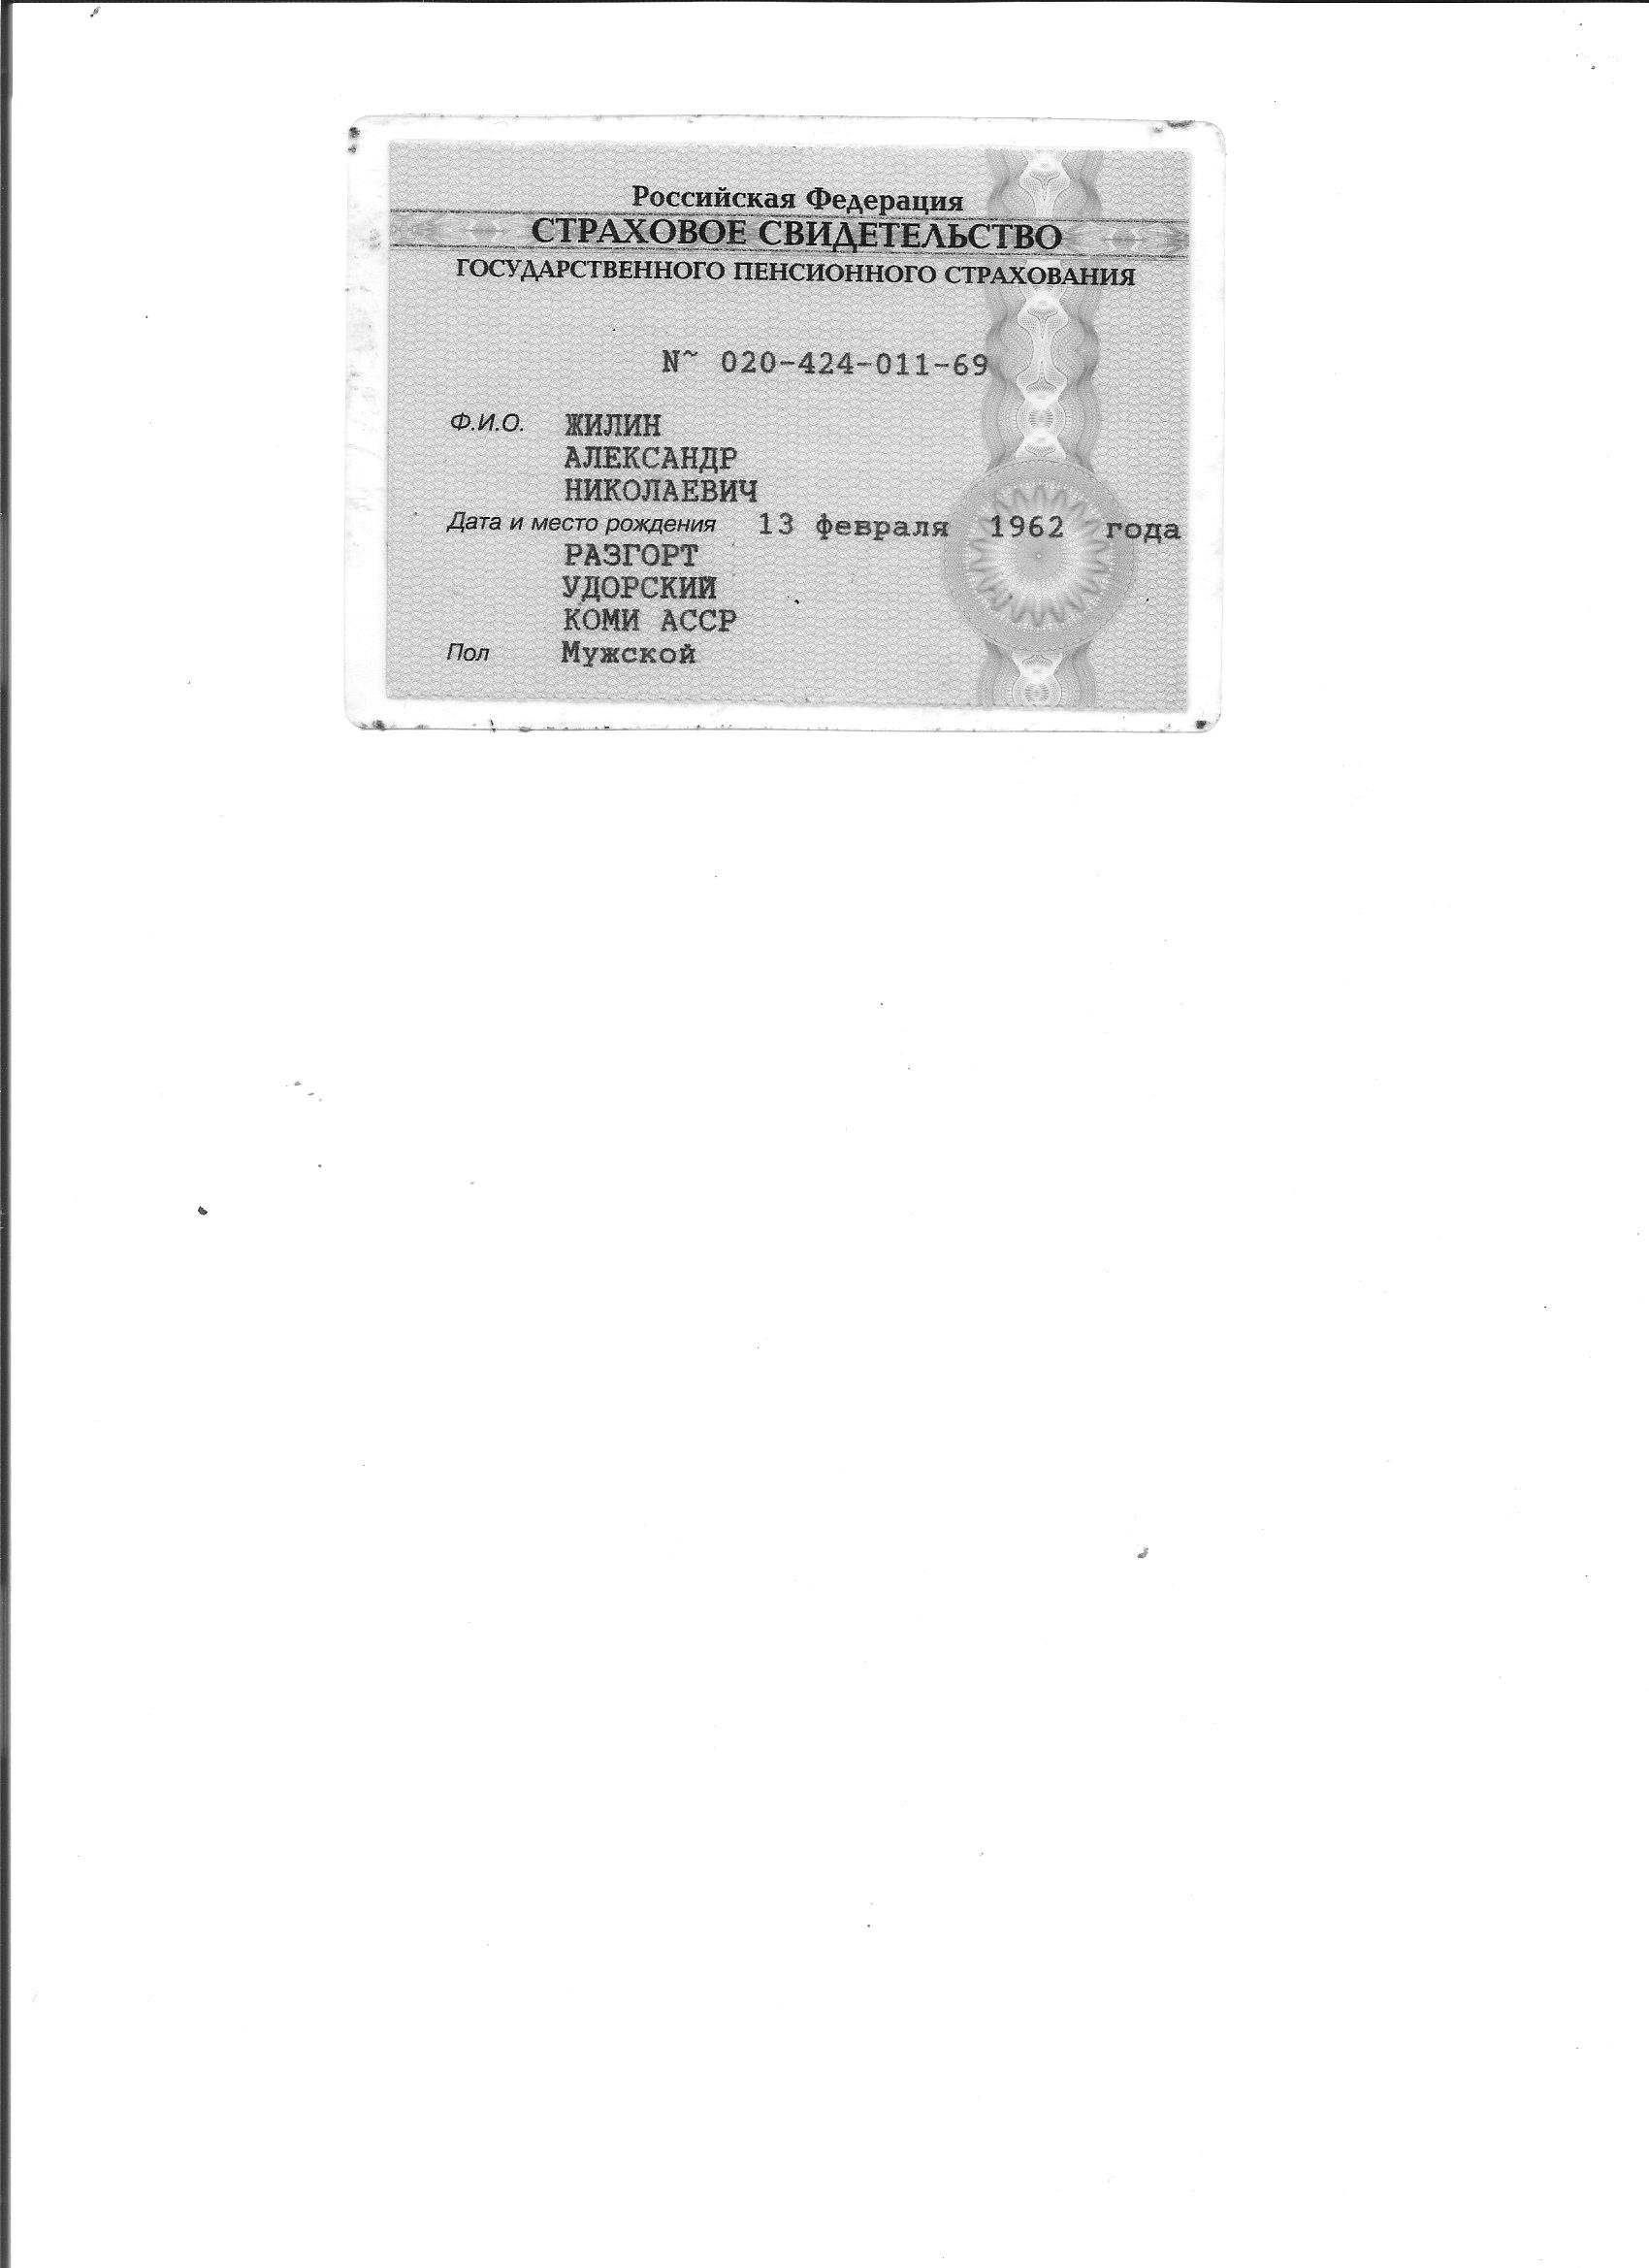 Российская Федерация
СТРАХОВОЕ СВИДЕТЕЛЬСТВО
ГОСУДАРСТВЕННОГО ПЕНСИОННОГО СТРАХОВАНИЯ
N~ 020-424-011-69
Ф.И.О. ЖИЛИН
АЛЕКСАНДР
НИКОЛАЕВИЧ
Дата и место рождения 13 февраля 1962 года
РАЗГОРТ
УДОРСКИЙ
КОМИ АССР
Пол Мужской